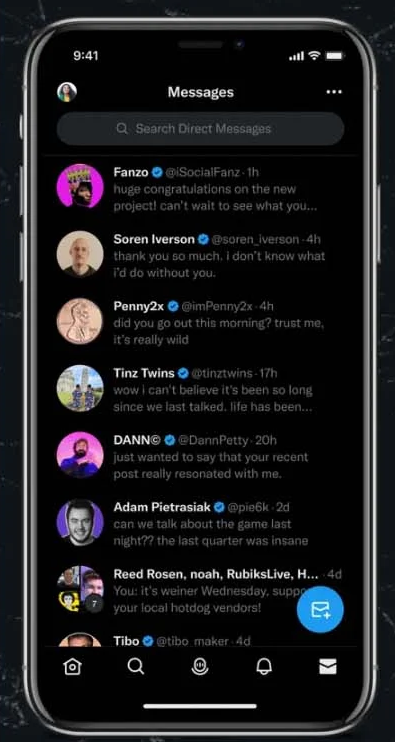 9:41
Messages
Search Direct Messages
Fanzo @iSocialFanz · 1h
huge congratulations on the new
project! can't wait to see what you...
Soren Iverson @soren_iverson · 4h
thank you so much. i don't know what
i'd do without you.
Penny2x @imPenny2x · 4h
did you go out this morning? trust me,
it's really wild
Tinz Twins @tinztwins · 17h
wow i can't believe it's been so long
since we last talked. life has been...
DANN© @DannPetty · 20h
just wanted to say that your recent
post really resonated with me.
Adam Pietrasiak @pie6k · 2d
can we talk about the game last
night?? the last quarter was insane
Reed Rosen, noah, RubiksLive, H... · 4d
7
You: it's weiner Wednesday,
your local hotdog vendors!
Tibo @tibo_maker · 4d